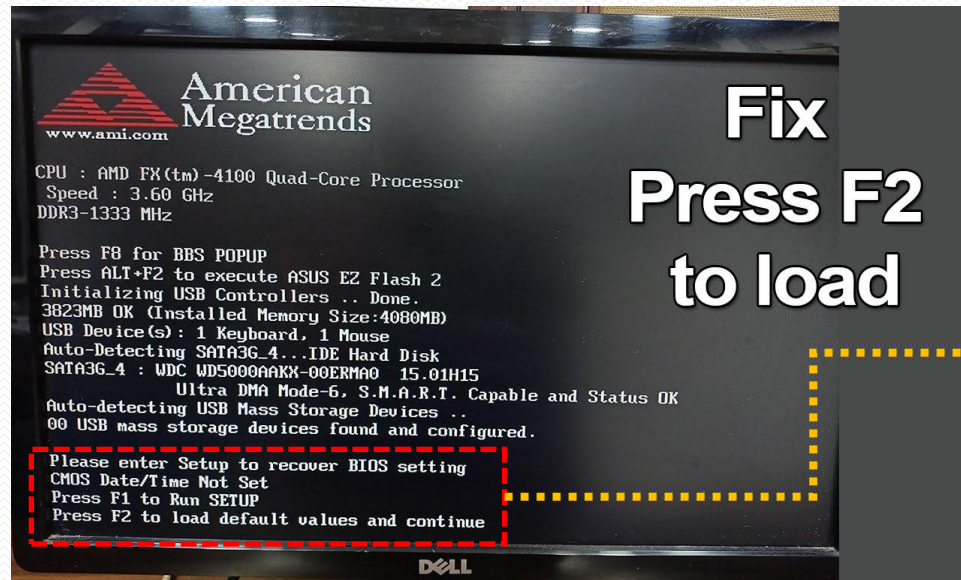 American
Megatrends
www.ami.com
CPU : AMD FX(tm)-4100 Quad-Core Processor
Speed : 3.60 GHz
DDR3-1333 MHz
Press F8 for BBS POPUP
Press ALT+F2 to execute ASUS EZ Flash 2
Initializing USB Controllers .. Done.
3823MB OK (Installed Memory Size:4080MB)
USB Device(s): 1 Keyboard, 1 Mouse
Auto-Detecting SATA3G_4...IDE Hard Disk
SATA3G_4 : WDC WD5000AAKX-00ERMA0 15.01H15
Ultra DMA Mode-6, S.M.A.R.T. Capable and Status OK
Auto-detecting USB Mass Storage Devices ..
00 USB mass storage devices found and configured.
Please enter Setup to recover BIOS setting
CMOS Date/Time Not Set
Press F1 to Run SETUP
Press F2 to load default values and continue
DELL
Fix
Press F2
to load